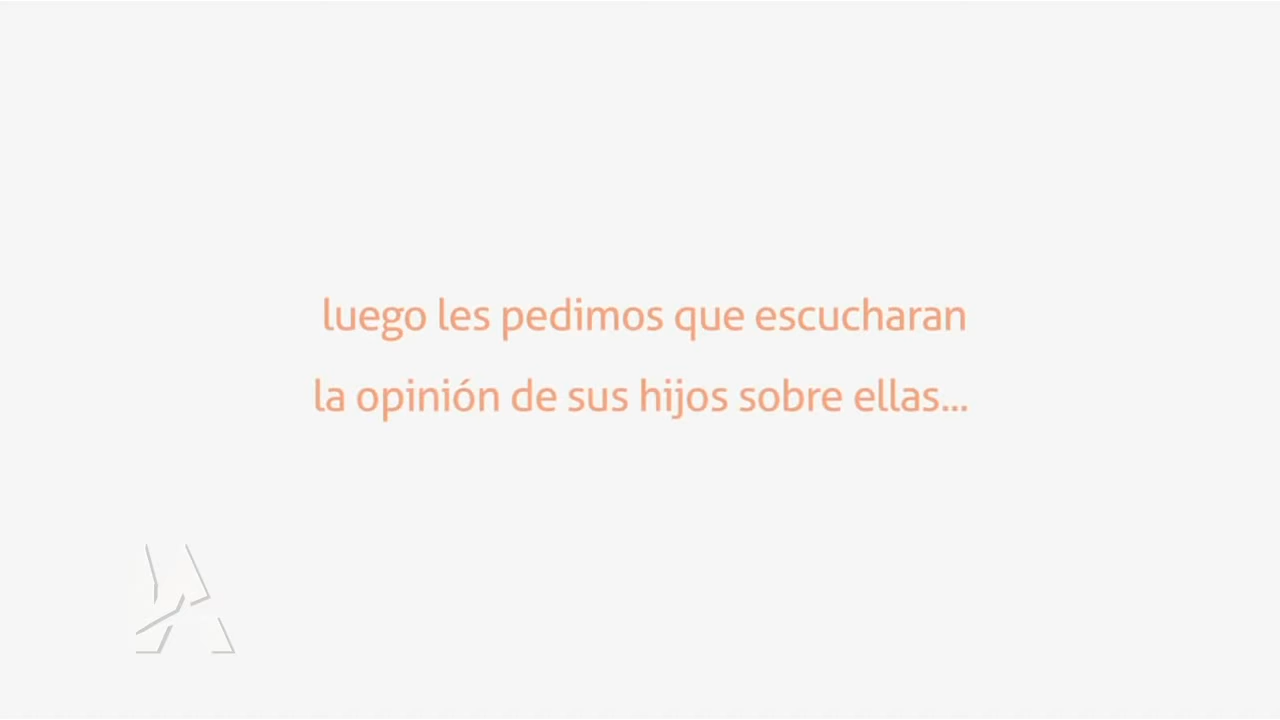 luego les pedimos que escucharan
la opinión de sus hijos sobre ellas...